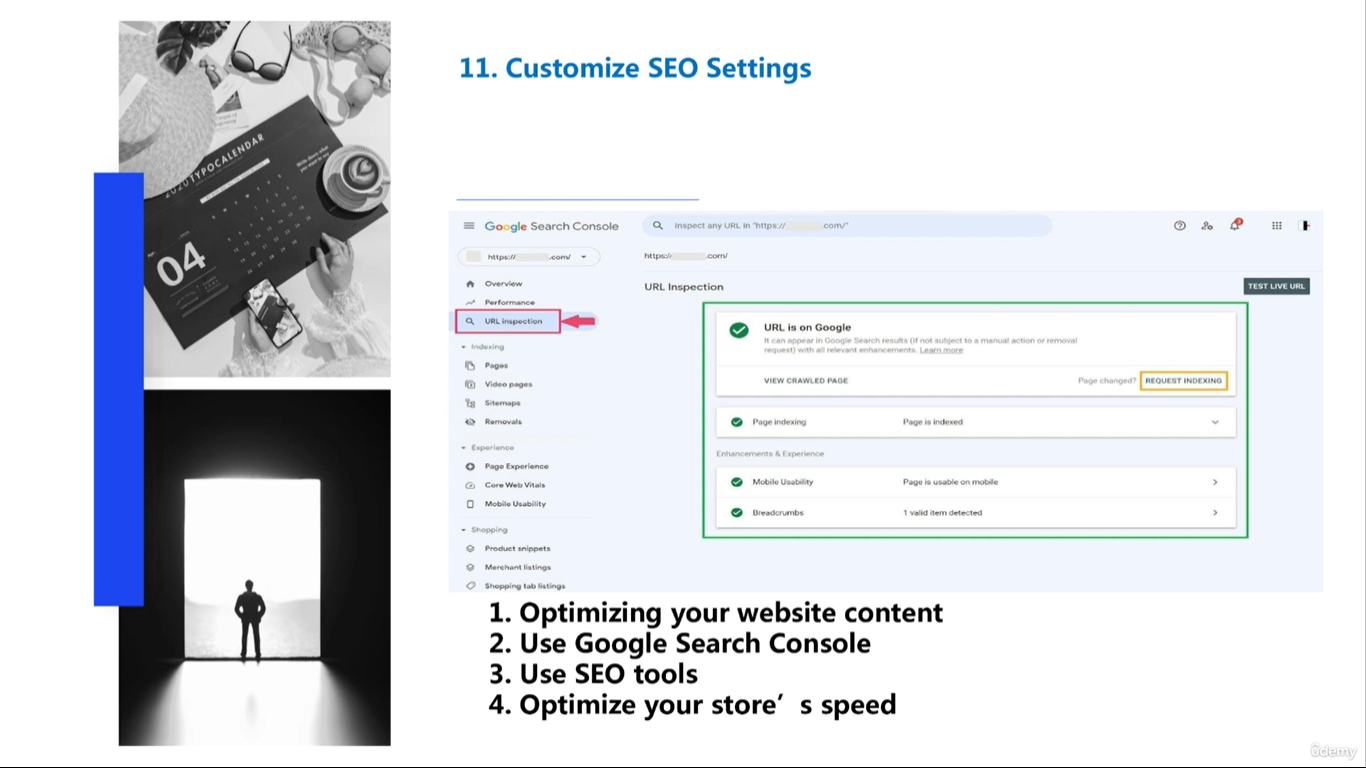 11. Customize SEO Settings
2020 TYPOCALENDAR
04
Google Search Console
Inspect any URL in "https:// .com/"
https:// .com/
https:// .com/
Overview
Performance
URL inspection
Indexing
Pages
Video pages
Sitemaps
Removals
Experience
Page Experience
Core Web Vitals
Mobile Usability
Shopping
Product snippets
Merchant listings
Shopping tab listings
URL Inspection
TEST LIVE URL
URL is on Google
It can appear in Google Search results (if not subject to a manual action or removal
request) with all relevant enhancements. Learn more
VIEW CRAWLED PAGE
Page changed? REQUEST INDEXING
Page indexing Page is indexed
Enhancements & Experience
Mobile Usability Page is usable on mobile
Breadcrumbs 1 valid item detected
1. Optimizing your website content
2. Use Google Search Console
3. Use SEO tools
4. Optimize your store's speed
ûdemy